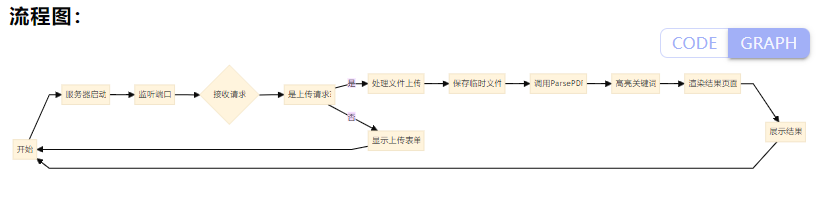 流程图：
CODE GRAPH
服务器启动
监听端口
接收请求
是上传请求
是
处理文件上传
保存临时文件
调用ParsePDF
高亮关键词
渲染结果页面
否
显示上传表单
开始
展示结果